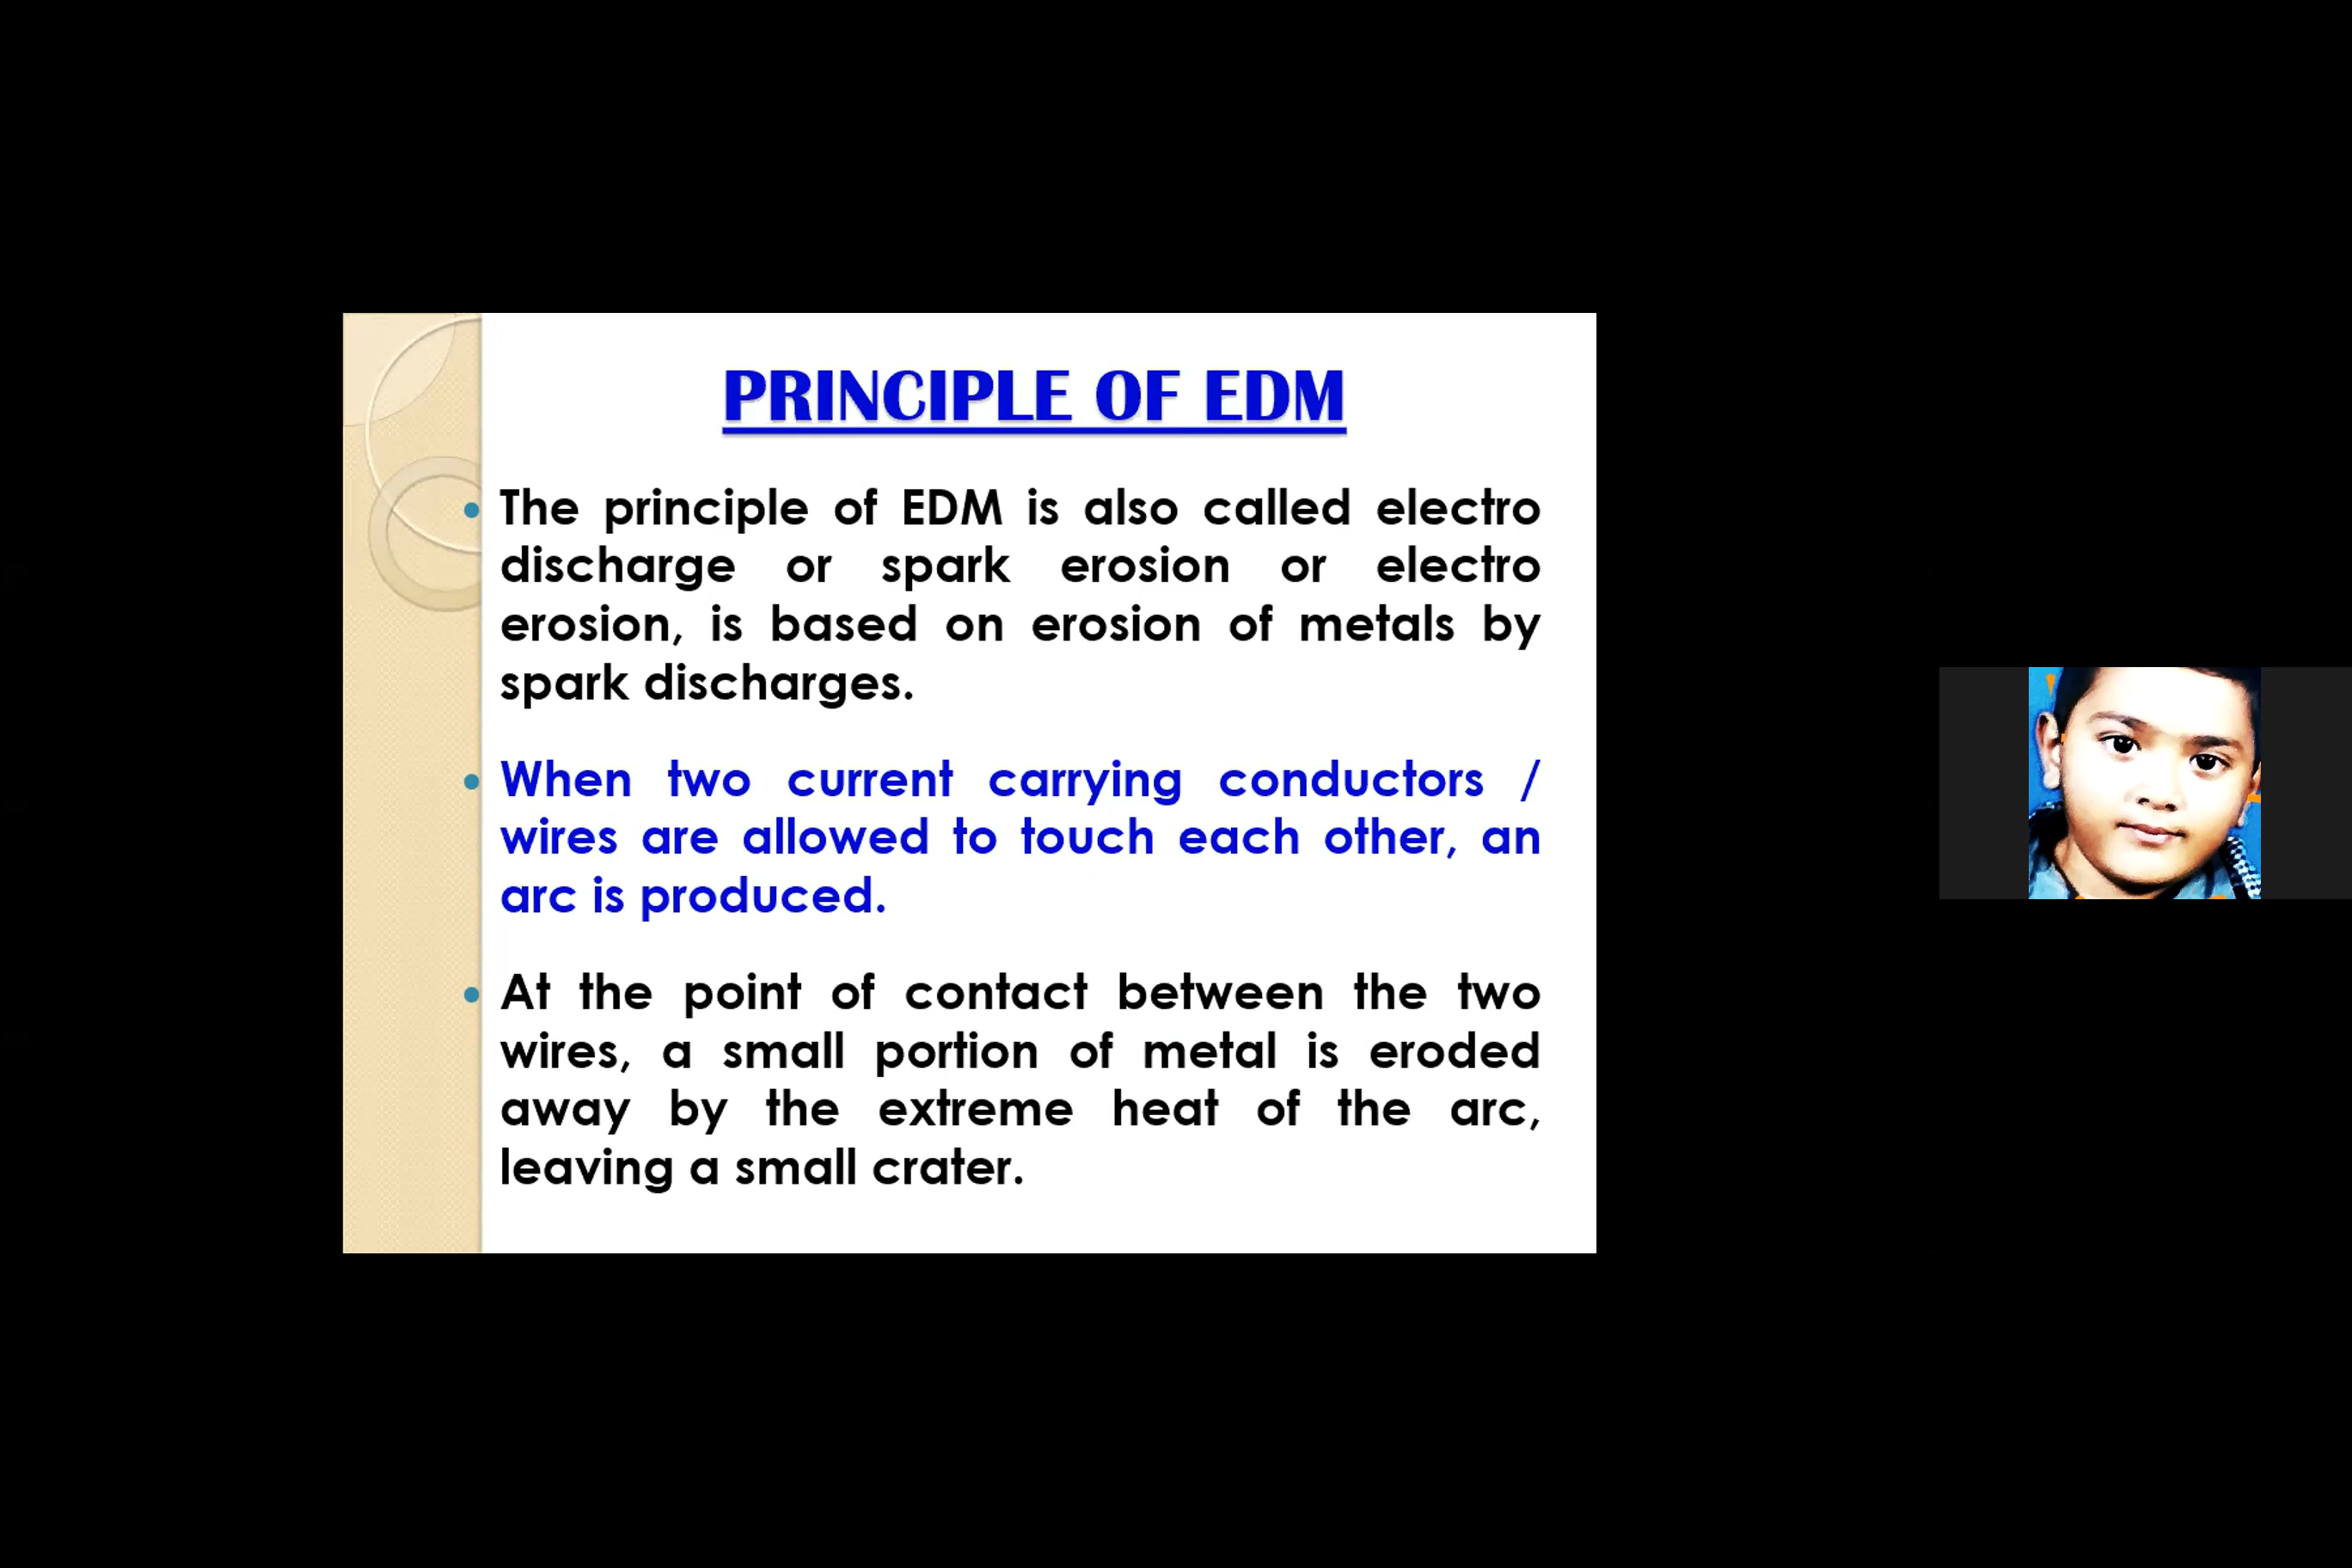 PRINCIPLE OF EDM
• The principle of EDM is also called electro
discharge or spark erosion or electro
erosion, is based on erosion of metals by
spark discharges.
• When two current carrying conductors /
wires are allowed to touch each other, an
arc is produced.
• At the point of contact between the two
wires, a small portion of metal is eroded
away by the extreme heat of the arc,
leaving a small crater.